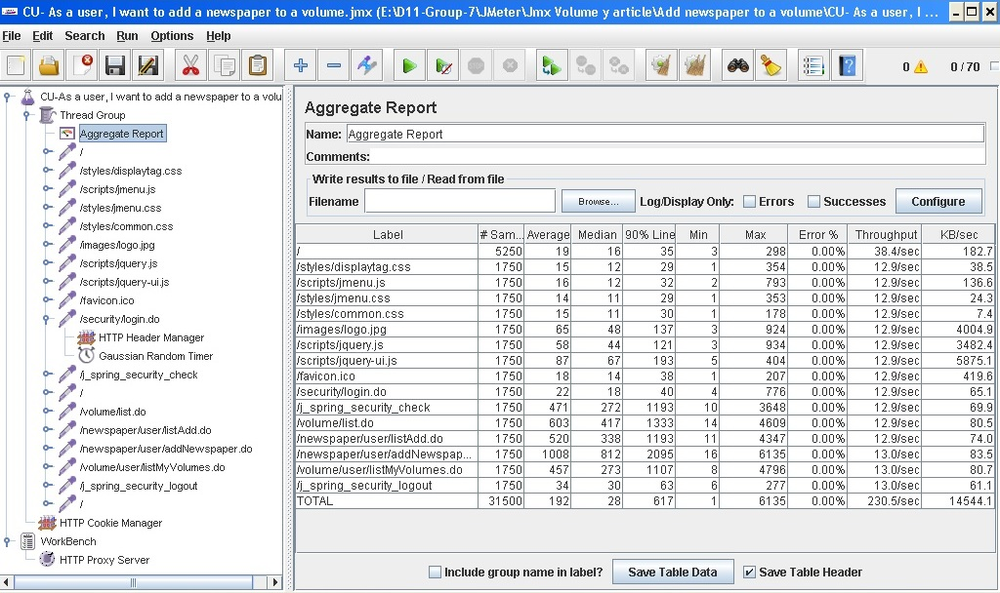 CU- As a user, I want to add a newspaper to a volume.jmx (E:\D11-Group-7\JMeter\Jmx Volume y article\Add newspaper to a volume\CU- As a user, I ...
File Edit Search Run Options Help
0 0 / 70
CU-As a user, I want to add a newspaper to a volu
Thread Group
Aggregate Report
/
/styles/displaytag.css
/scripts/jmenu.js
/styles/jmenu.css
/styles/common.css
/images/logo.jpg
/scripts/jquery.js
/scripts/jquery-ui.js
/favicon.ico
/security/login.do
HTTP Header Manager
Gaussian Random Timer
/j_spring_security_check
/
/volume/list.do
/newspaper/user/listAdd.do
/newspaper/user/addNewspaper.do
/volume/user/listMyVolumes.do
/j_spring_security_logout
/
HTTP Cookie Manager
WorkBench
HTTP Proxy Server
Aggregate Report
Name: Aggregate Report
Comments:
Write results to file / Read from file
Filename Browse... Log/Display Only: Errors Successes Configure
Label # Sam... Average Median 90% Line Min Max Error % Throughput KB/sec
/ 5250 19 16 35 3 298 0.00% 38.4/sec 182.7
/styles/displaytag.css 1750 15 12 29 1 354 0.00% 12.9/sec 38.5
/scripts/jmenu.js 1750 16 12 32 2 793 0.00% 12.9/sec 136.6
/styles/jmenu.css 1750 14 11 29 1 353 0.00% 12.9/sec 24.3
/styles/common.css 1750 15 11 30 1 178 0.00% 12.9/sec 7.4
/images/logo.jpg 1750 65 48 137 3 924 0.00% 12.9/sec 4004.9
/scripts/jquery.js 1750 58 44 121 3 934 0.00% 12.9/sec 3482.4
/scripts/jquery-ui.js 1750 87 67 193 5 404 0.00% 12.9/sec 5875.1
/favicon.ico 1750 18 14 38 1 207 0.00% 12.9/sec 419.6
/security/login.do 1750 22 18 40 4 776 0.00% 12.9/sec 65.1
/j_spring_security_check 1750 471 272 1193 10 3648 0.00% 12.9/sec 69.9
/volume/list.do 1750 603 417 1333 14 4609 0.00% 12.9/sec 80.5
/newspaper/user/listAdd.do 1750 520 338 1193 11 4347 0.00% 12.9/sec 74.0
/newspaper/user/addNewspap... 1750 1008 812 2095 16 6135 0.00% 13.0/sec 83.5
/volume/user/listMyVolumes.do 1750 457 273 1107 8 4796 0.00% 13.0/sec 80.7
/j_spring_security_logout 1750 34 30 63 6 277 0.00% 13.0/sec 61.1
TOTAL 31500 192 28 617 1 6135 0.00% 230.5/sec 14544.1
Include group name in label? Save Table Data Save Table Header